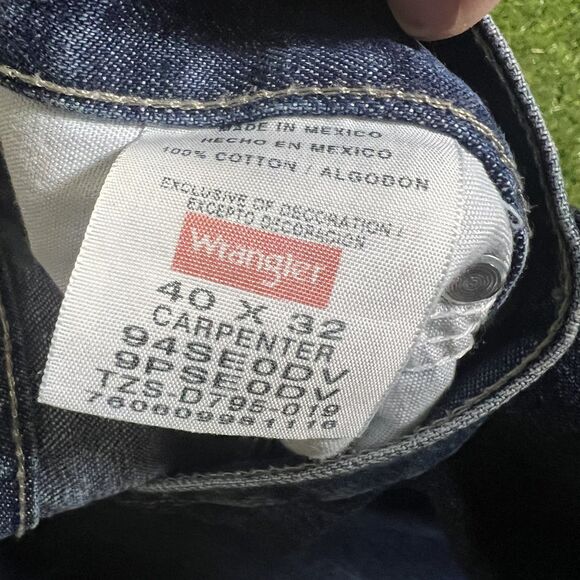 MADE IN MEXICO
HECHO EN MEXICO
100% COTTON / ALGODON
EXCLUSIVE OF DECORATION /
EXCEPTO DECORACION
Wrangler
40 X 32
CARPENTER
94SE0DV
9PSE0DV
TZS-D795-019